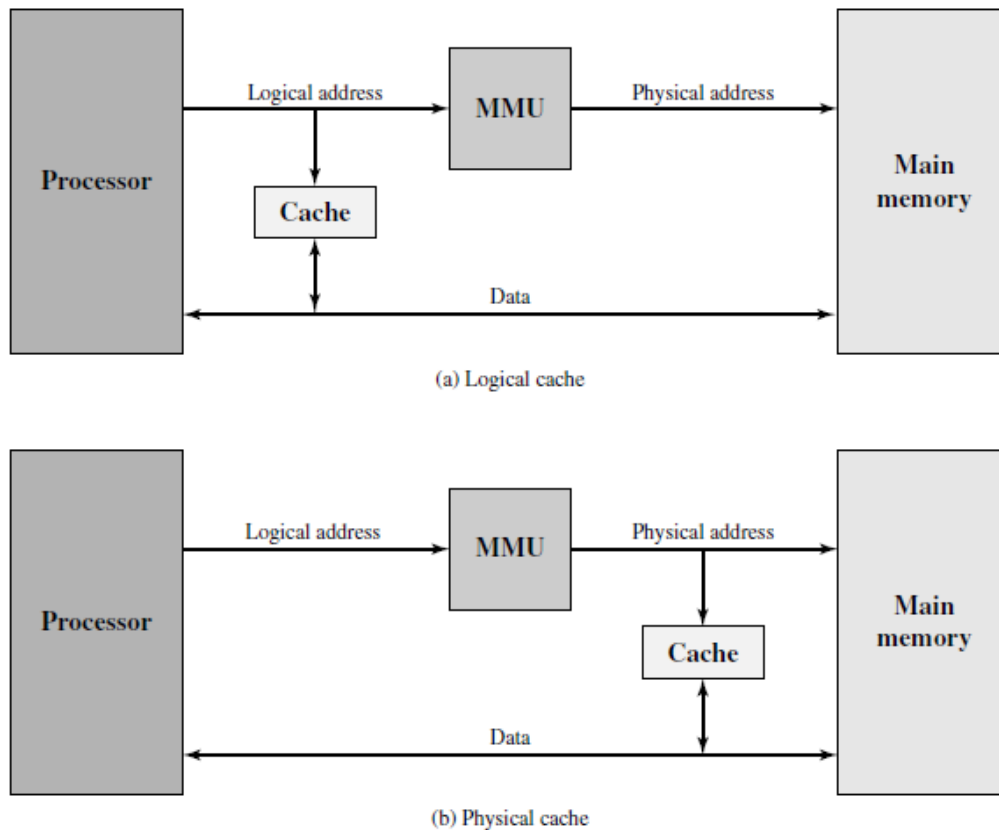 Logical address
MMU
Physical address
Processor
Main
memory
Cache
Data
(a) Logical cache
Logical address
MMU
Physical address
Processor
Main
memory
Cache
Data
(b) Physical cache